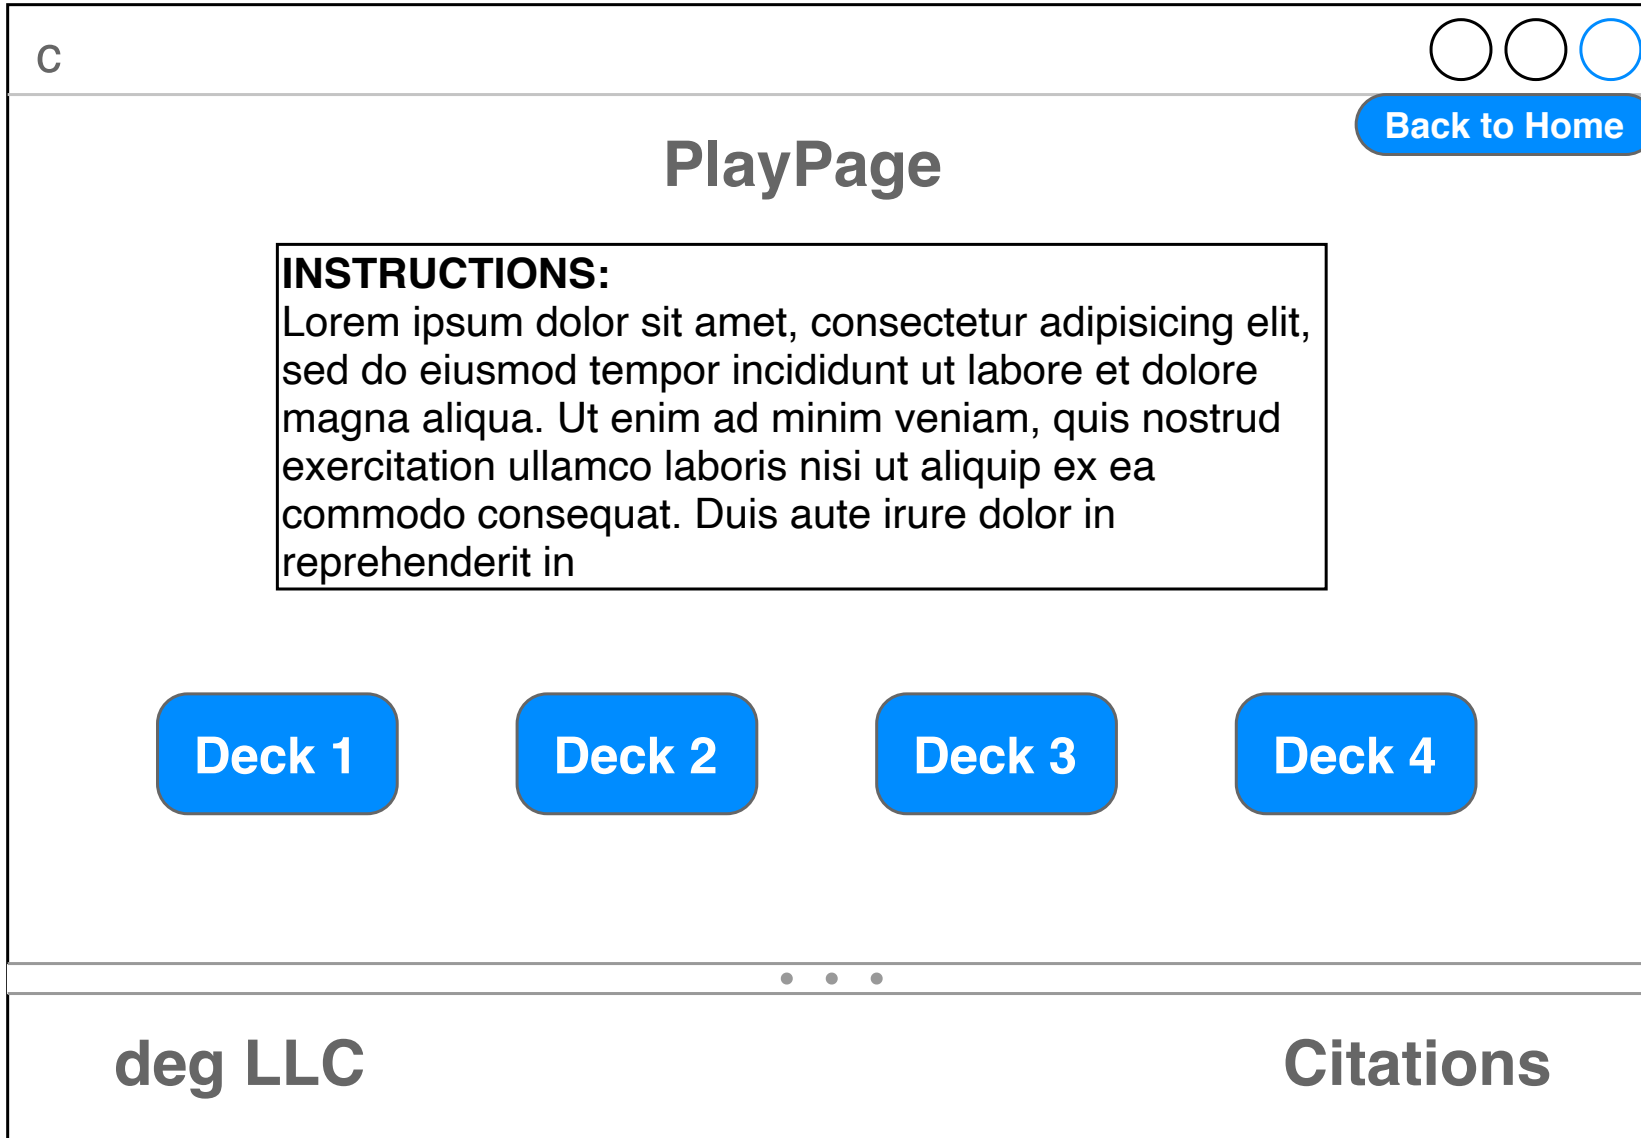 c
Back to Home
PlayPage
INSTRUCTIONS:
Lorem ipsum dolor sit amet, consectetur adipisicing elit,
sed do eiusmod tempor incididunt ut labore et dolore
magna aliqua. Ut enim ad minim veniam, quis nostrud
exercitation ullamco laboris nisi ut aliquip ex ea
commodo consequat. Duis aute irure dolor in
reprehenderit in
Deck 1
Deck 2
Deck 3
Deck 4
deg LLC
Citations